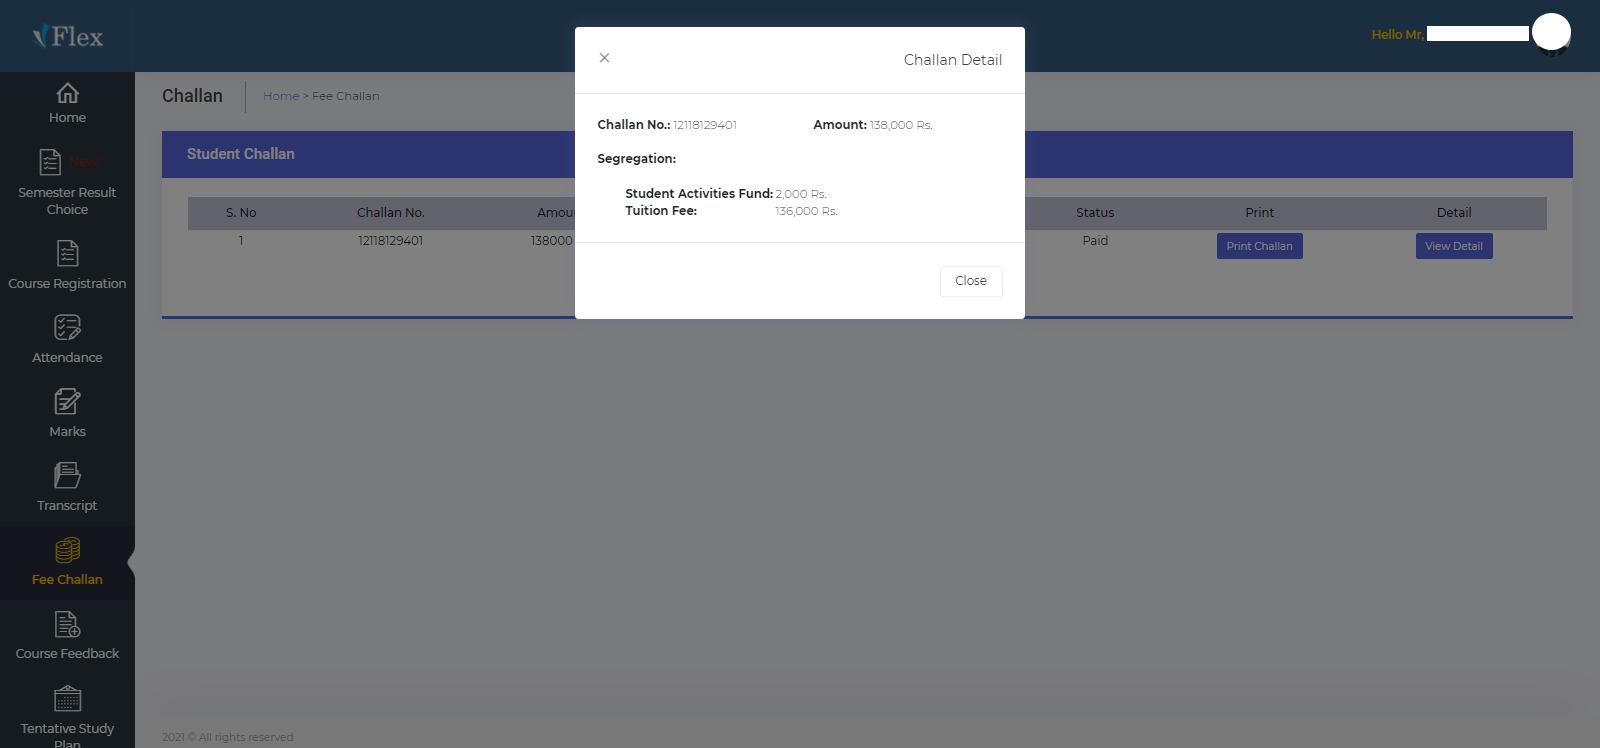 Flex
Hello Mr,
Home
New
Semester Result
Choice
Course Registration
Attendance
Marks
Transcript
Fee Challan
Course Feedback
Tentative Study
Plan
Challan
Home > Fee Challan
Student Challan
S. No Challan No. Amoun Status Print Detail
1 12118129401 138000 Paid Print Challan View Detail
× Challan Detail
Challan No.: 12118129401 Amount: 138,000 Rs.
Segregation:
Student Activities Fund: 2,000 Rs.
Tuition Fee: 136,000 Rs.
Close
2021 © All rights reserved